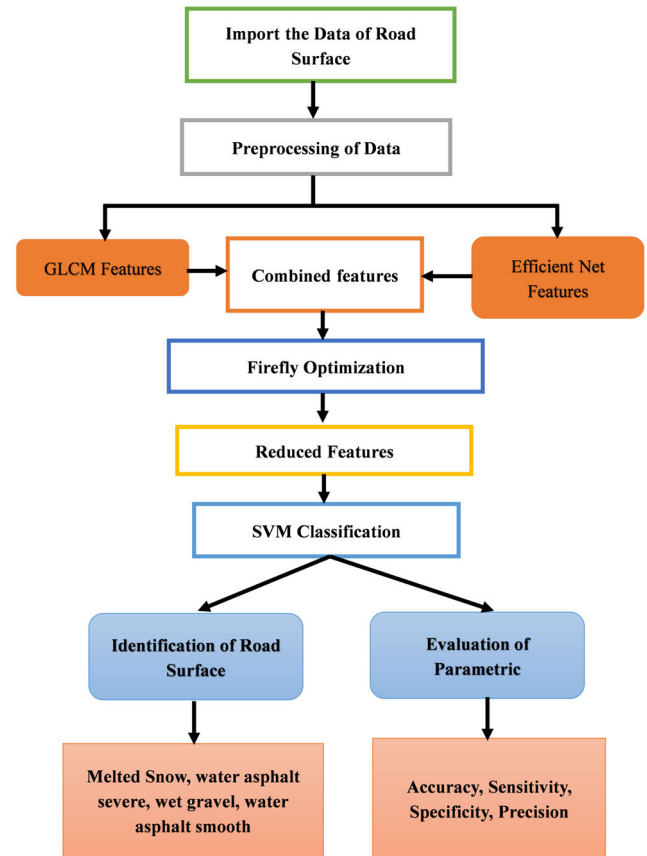 Import the Data of Road
Surface
Preprocessing of Data
GLCM Features
Combined features
Efficient Net
Features
Firefly Optimization
Reduced Features
SVM Classification
Identification of Road
Surface
Evaluation of
Parametric
Melted Snow, water asphalt
severe, wet gravel, water
asphalt smooth
Accuracy, Sensitivity,
Specificity, Precision